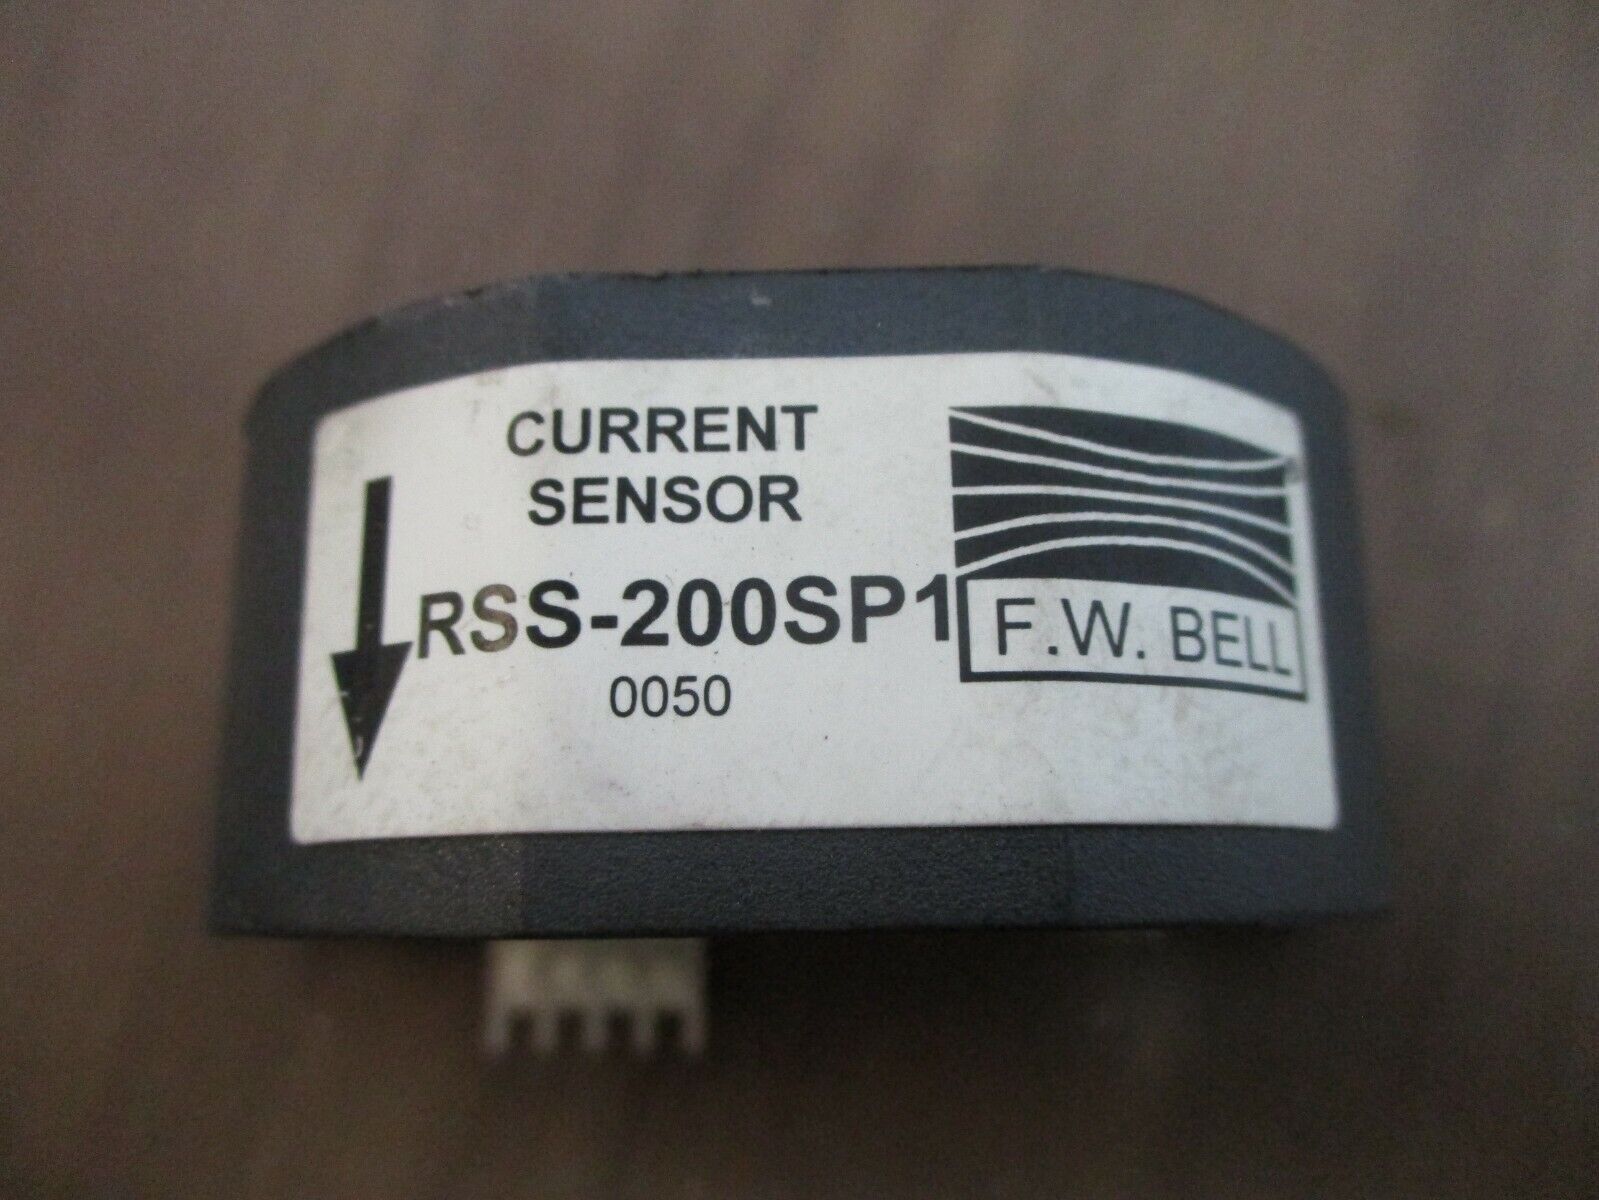 CURRENT
SENSOR
RSS-200SP1
0050
F.W. BELL